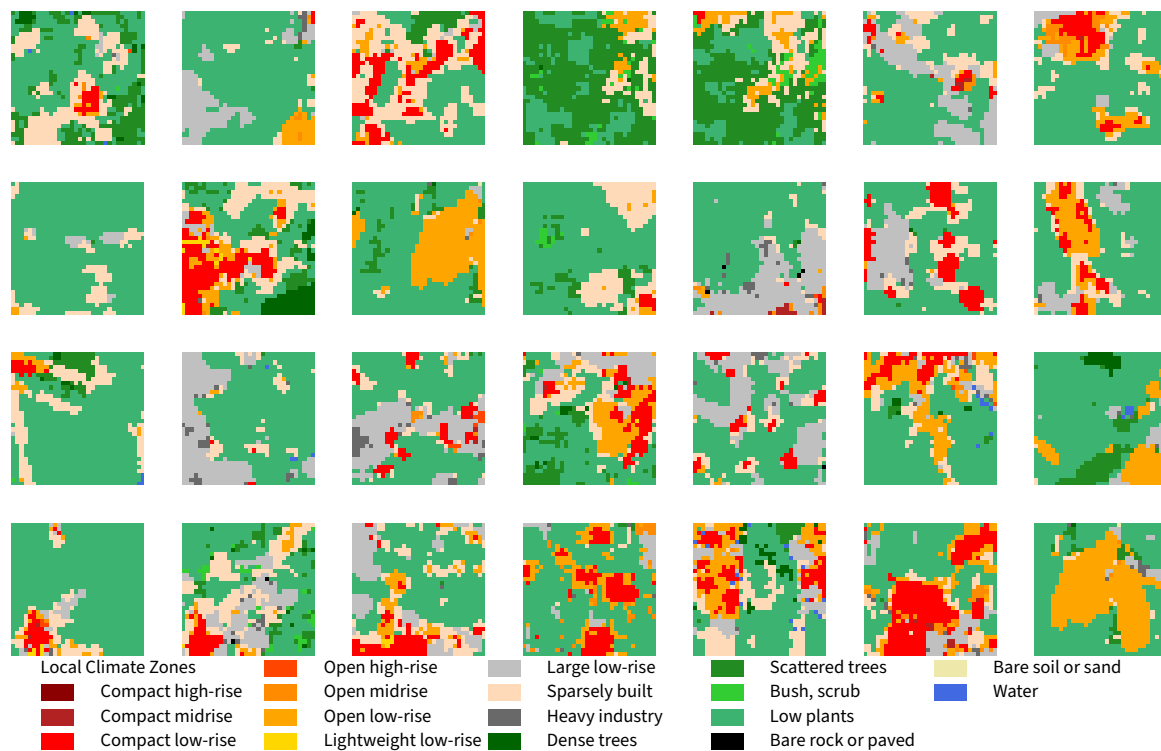 Local Climate Zones
Compact high-rise
Compact midrise
Compact low-rise
Open high-rise
Open midrise
Open low-rise
Lightweight low-rise
Large low-rise
Sparsely built
Heavy industry
Dense trees
Scattered trees
Bush, scrub
Low plants
Bare rock or paved
Bare soil or sand
Water